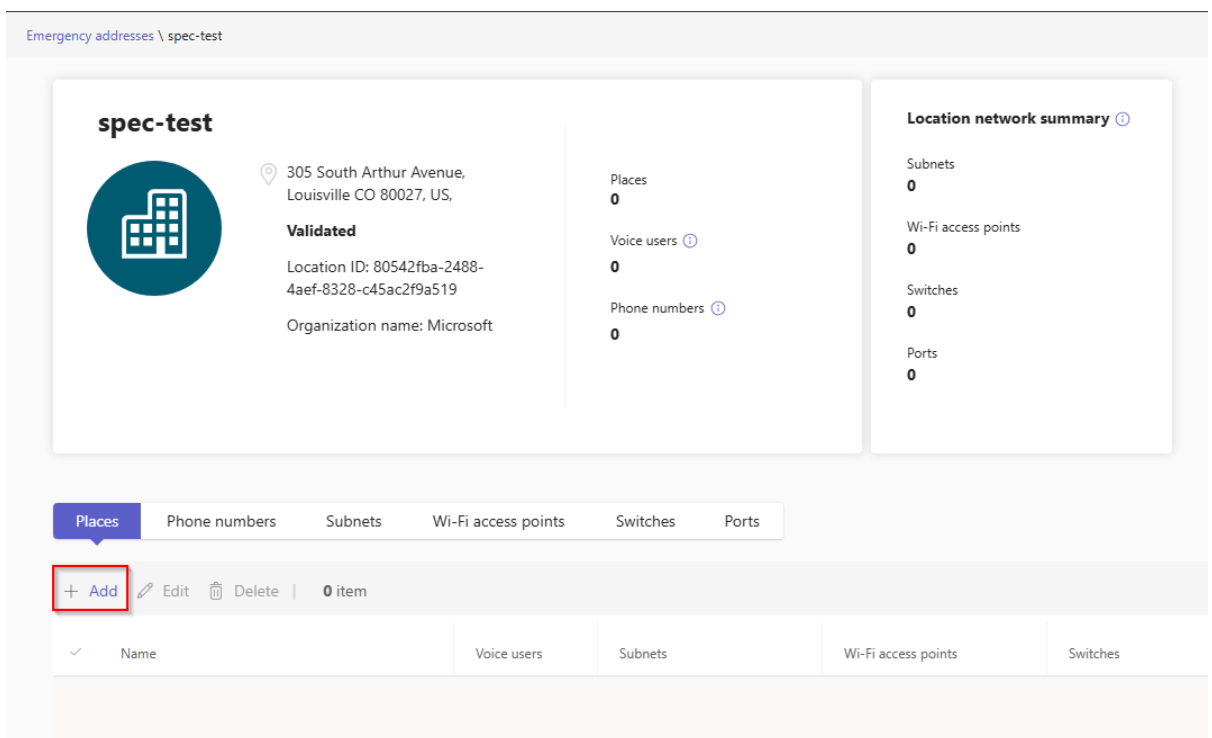 Emergency addresses \ spec-test
spec-test
305 South Arthur Avenue,
Louisville CO 80027, US,
Validated
Location ID: 80542fba-2488-
4aef-8328-c45ac2f9a519
Organization name: Microsoft
Places
0
Voice users
0
Phone numbers
0
Location network summary
Subnets
0
Wi-Fi access points
0
Switches
0
Ports
0
Places Phone numbers Subnets Wi-Fi access points Switches Ports
+ Add Edit Delete | 0 item
Name Voice users Subnets Wi-Fi access points Switches